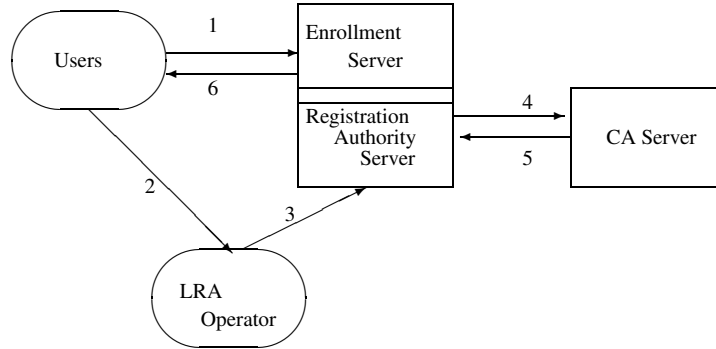 1
Enrollment
Server
Users
6
Registration
Authority
Server
4
5
CA Server
2
3
LRA
Operator